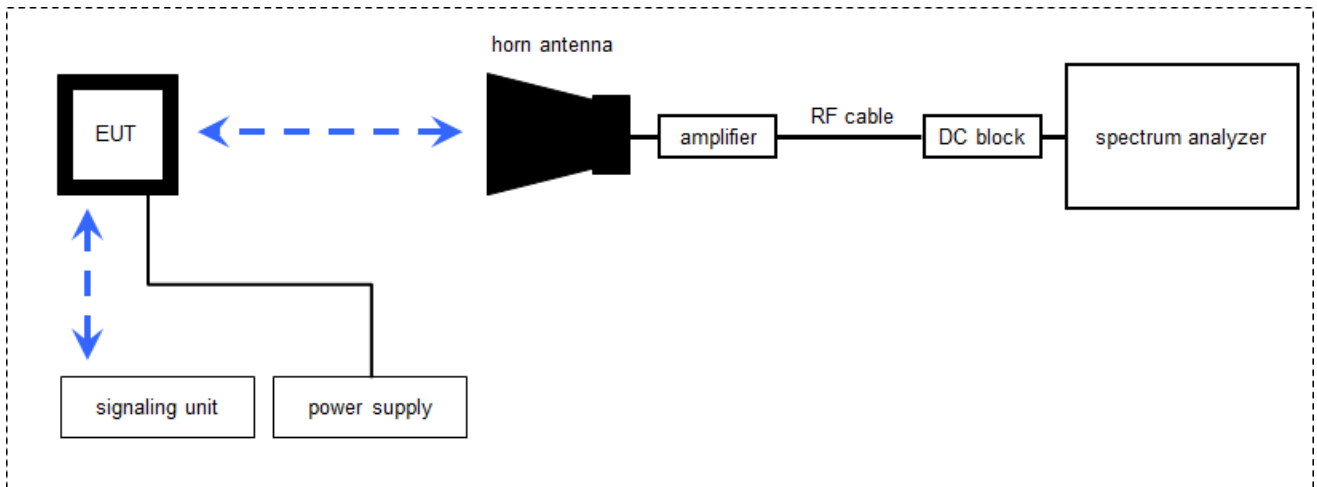 horn antenna
EUT
amplifier
RF cable
DC block
spectrum analyzer
signaling unit
power supply